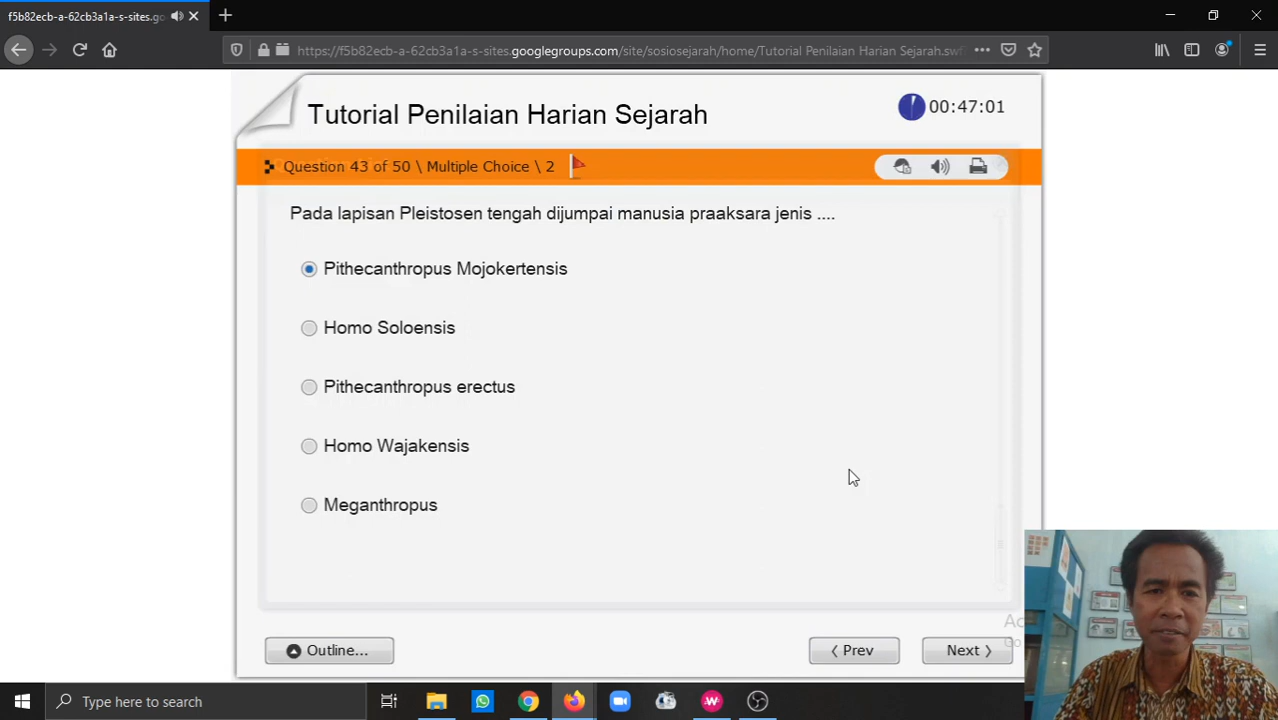 f5b82ecb-a-62cb3a1a-s-sites.go
https://f5b82ecb-a-62cb3a1a-s-sites.googlegroups.com/site/sosiosejarah/home/Tutorial Penilaian Harian Sejarah.swf
Tutorial Penilaian Harian Sejarah
00:47:01
Question 43 of 50 \ Multiple Choice \ 2
Pada lapisan Pleistosen tengah dijumpai manusia praaksara jenis ....
Pithecanthropus Mojokertensis
Homo Soloensis
Pithecanthropus erectus
Homo Wajakensis
Meganthropus
Outline...
Prev
Next
Type here to search